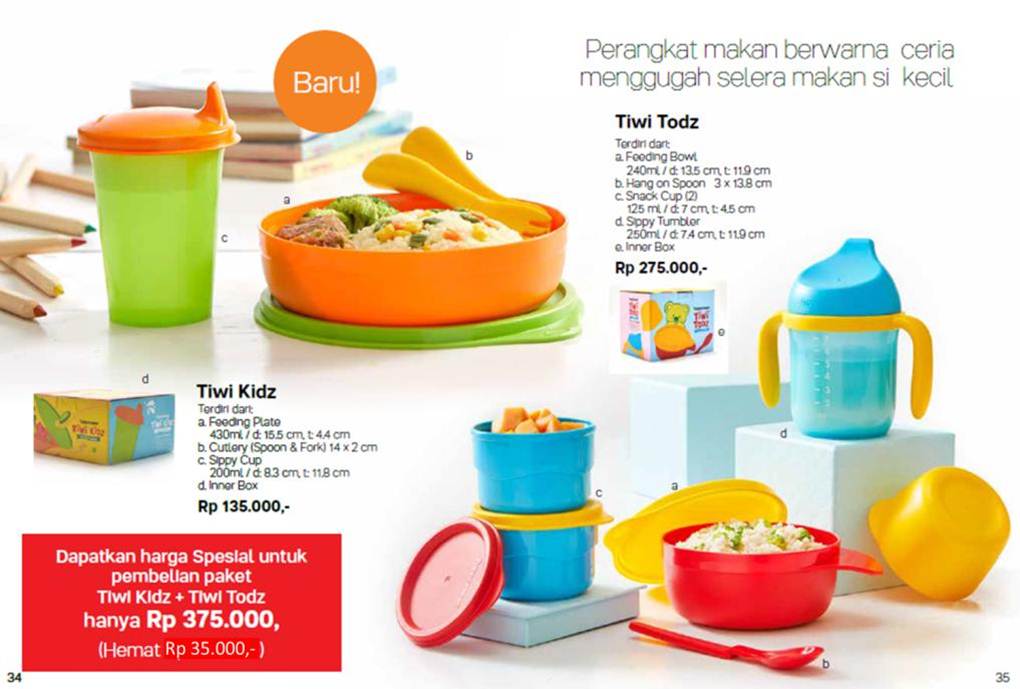 Baru!
Perangkat makan berwarna ceria
menggugah selera makan si kecil
Tiwi Todz
Terdiri dari:
a. Feeding Bowl
240ml / d: 13.5 cm, t: 11.9 cm
b. Hang on Spoon 3 x 13.8 cm
c. Snack Cup (2)
125 ml / d: 7 cm, t: 4.5 cm
d. Sippy Tumbler
250ml / d: 7.4 cm, t: 11.9 cm
e. Inner Box
Rp 275.000,-
Tiwi
Todz
e
a
b
c
d
Tiwi Kidz
Tiwi Kidz
Terdiri dari:
a. Feeding Plate
430ml / d: 15.5 cm, t: 4.4 cm
b. Cutlery (Spoon & Fork) 14 x 2 cm
c. Sippy Cup
200ml / d: 8.3 cm, t: 11.8 cm
d. Inner Box
Rp 135.000,-
Dapatkan harga Spesial untuk
pembelian paket
Tiwi Kidz + Tiwi Todz
hanya Rp 375.000,
(Hemat Rp 35.000,- )
a
b
c
d
34
35